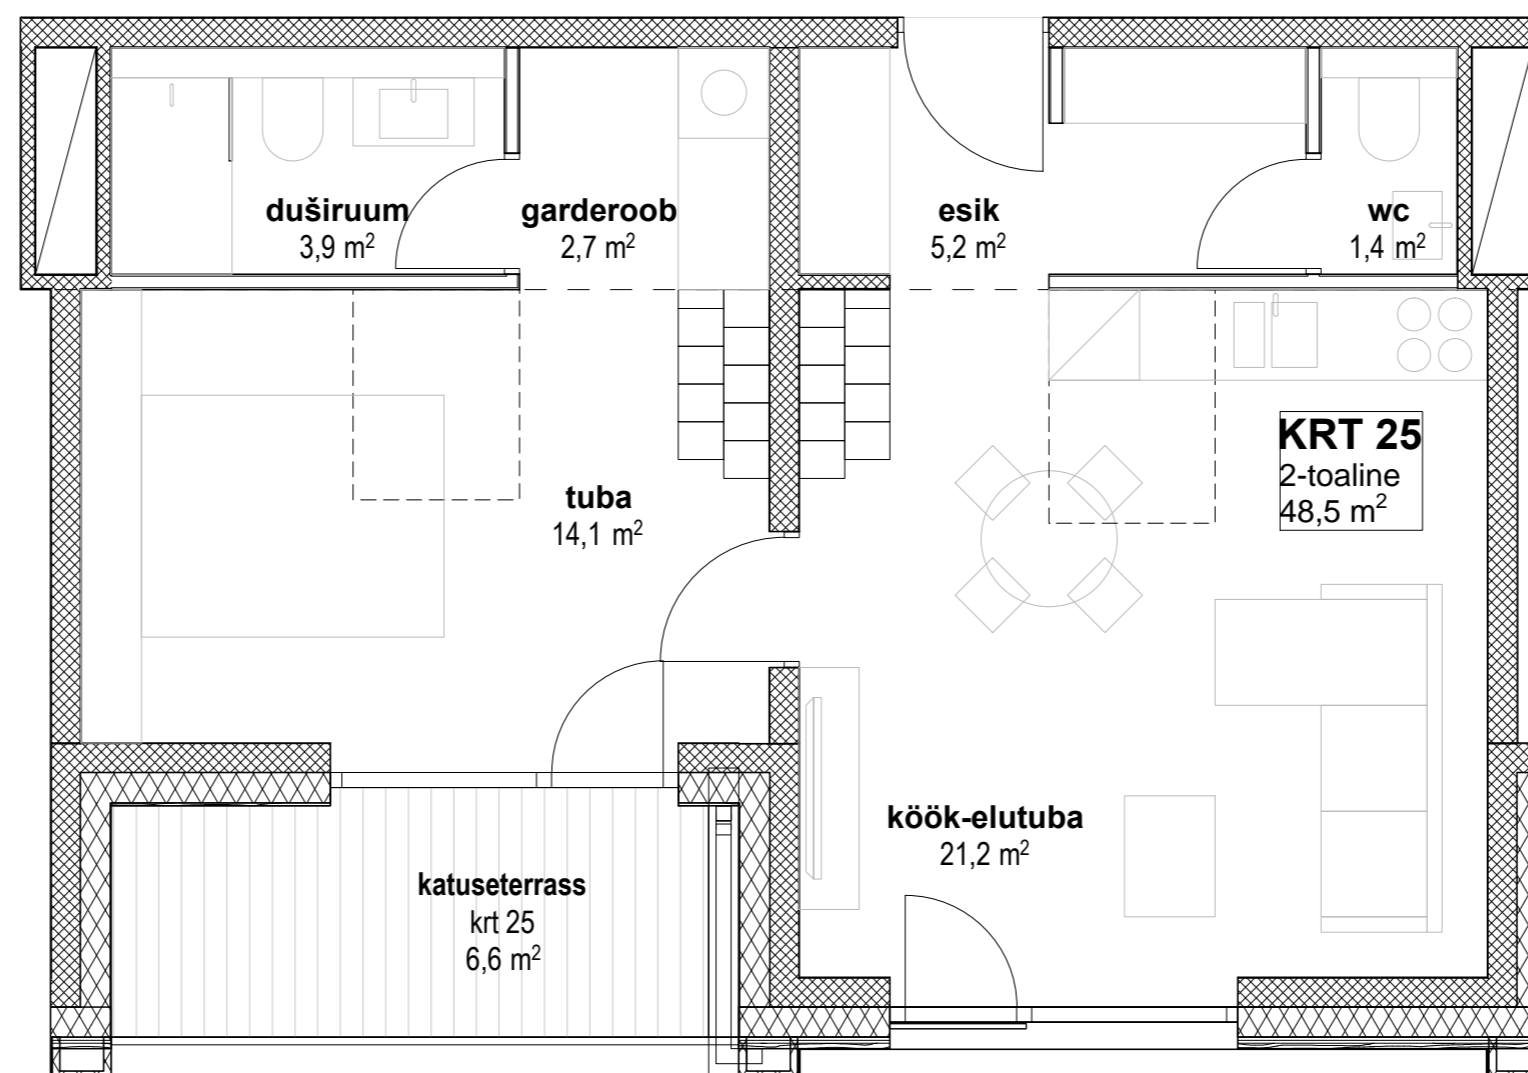 duširuum
3,9 m²
garderoob
2,7 m²
esik
5,2 m²
wc
1,4 m²
KRT 25
2-toaline
48,5 m²
tuba
14,1 m²
köök-elutuba
21,2 m²
katuseterrass
krt 25
6,6 m²